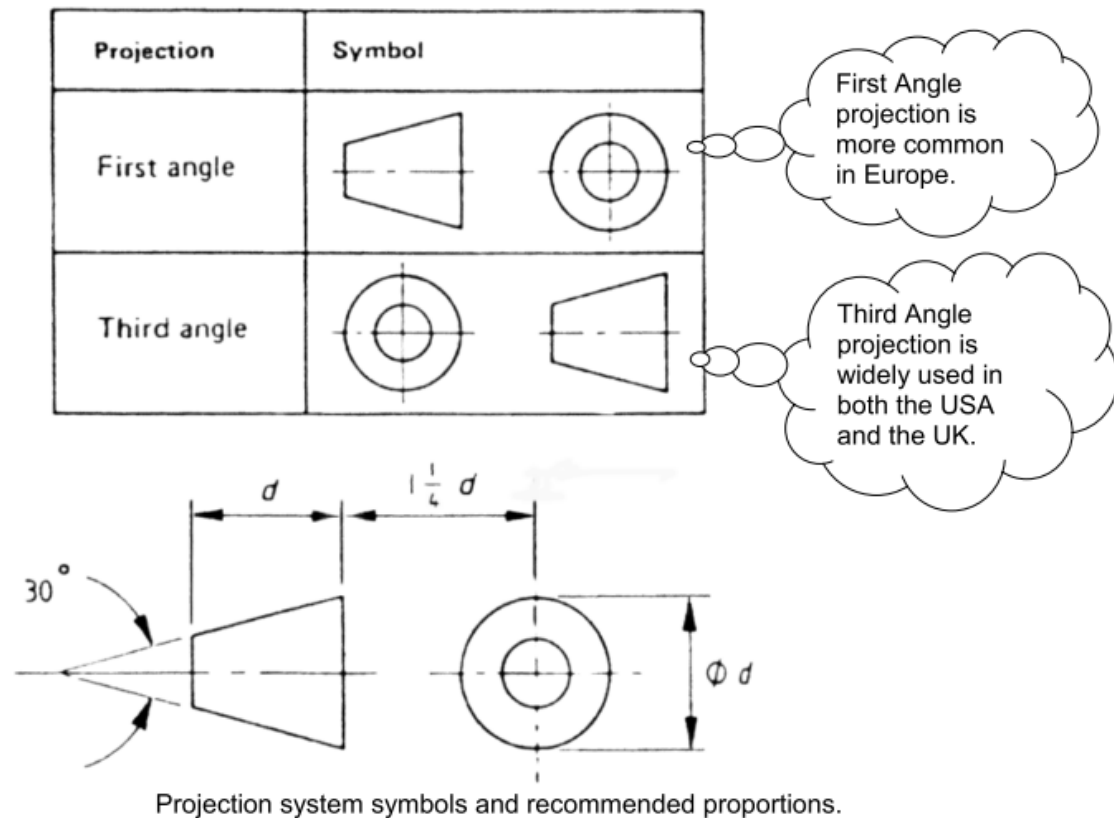 Projection
Symbol
First angle
First Angle
projection is
more common
in Europe.
Third angle
Third Angle
projection is
widely used in
both the USA
and the UK.
d
1 1/4 d
30°
Φ d
Projection system symbols and recommended proportions.